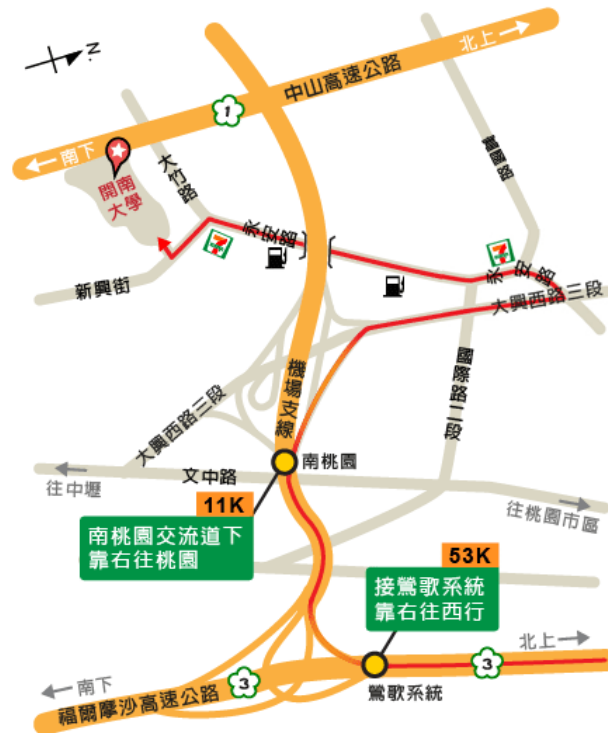 N.
北上
中山高速公路
1
南下
開南
大學
大竹路
寶國路
永安路
7
7
永安路
新興街
大興西路三段
國際路二段
機場支線
大興西路三段
南桃園
文中路
往中壢
往桃園市區
11K
南桃園交流道下
靠右往桃園
53K
接鶯歌系統
靠右往西行
北上
3
3
南下
福爾摩沙高速公路
鶯歌系統